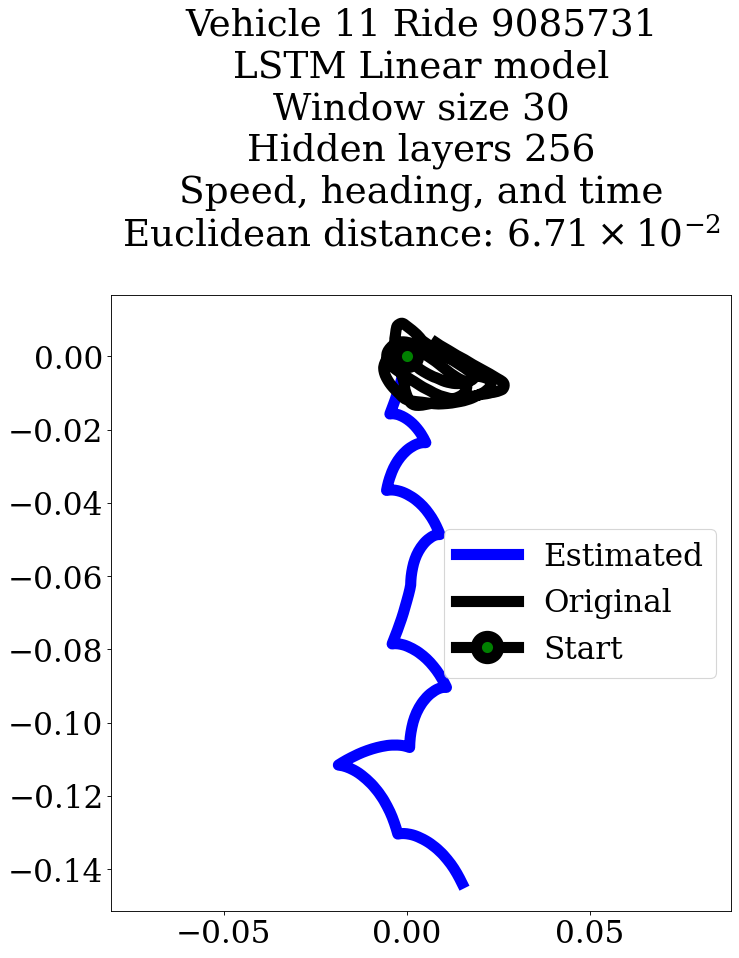 Vehicle 11 Ride 9085731
LSTM Linear model
Window size 30
Hidden layers 256
Speed, heading, and time
Euclidean distance: 6.71 × 10⁻²
0.00
−0.02
−0.04
−0.06
−0.08
−0.10
−0.12
−0.14
Estimated
Original
Start
−0.05
0.00
0.05